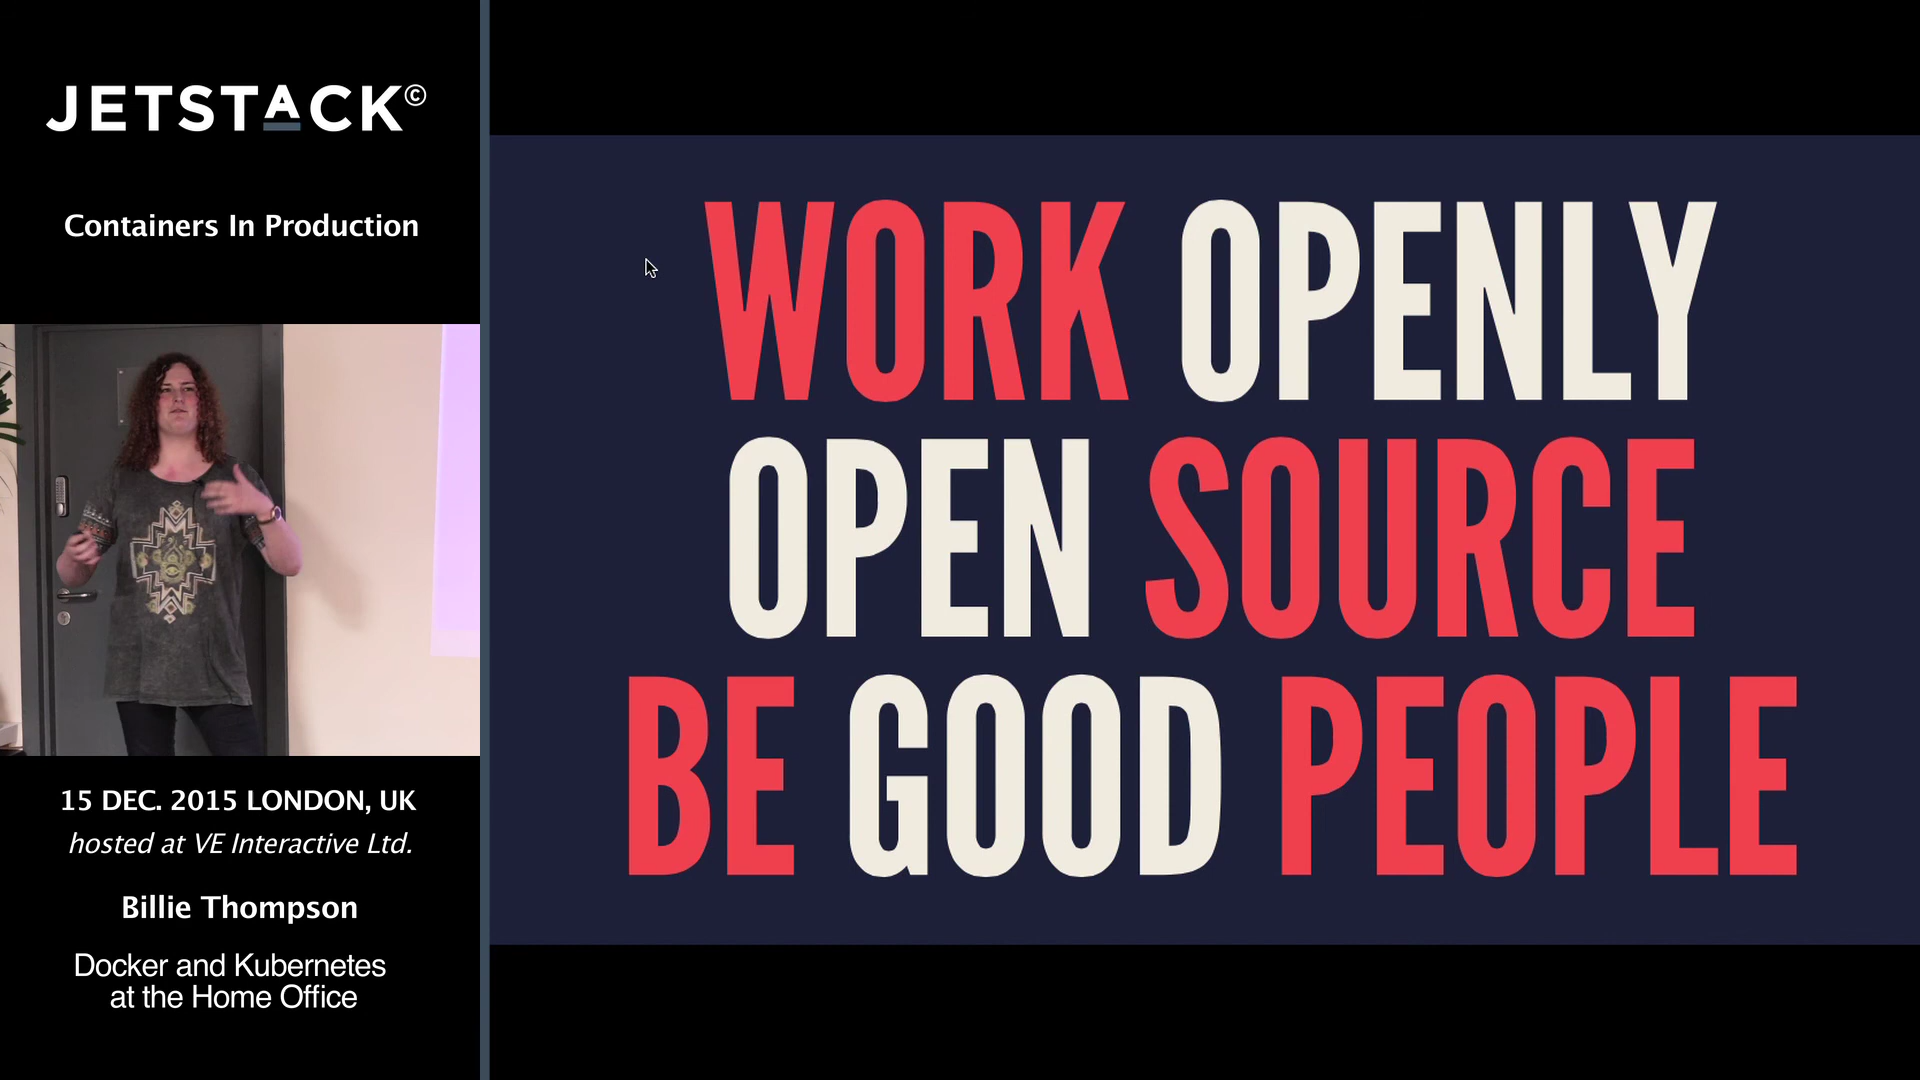 JETSTACK©
Containers In Production
15 DEC. 2015 LONDON, UK
hosted at VE Interactive Ltd.
Billie Thompson
Docker and Kubernetes
at the Home Office
WORK OPENLY
OPEN SOURCE
BE GOOD PEOPLE